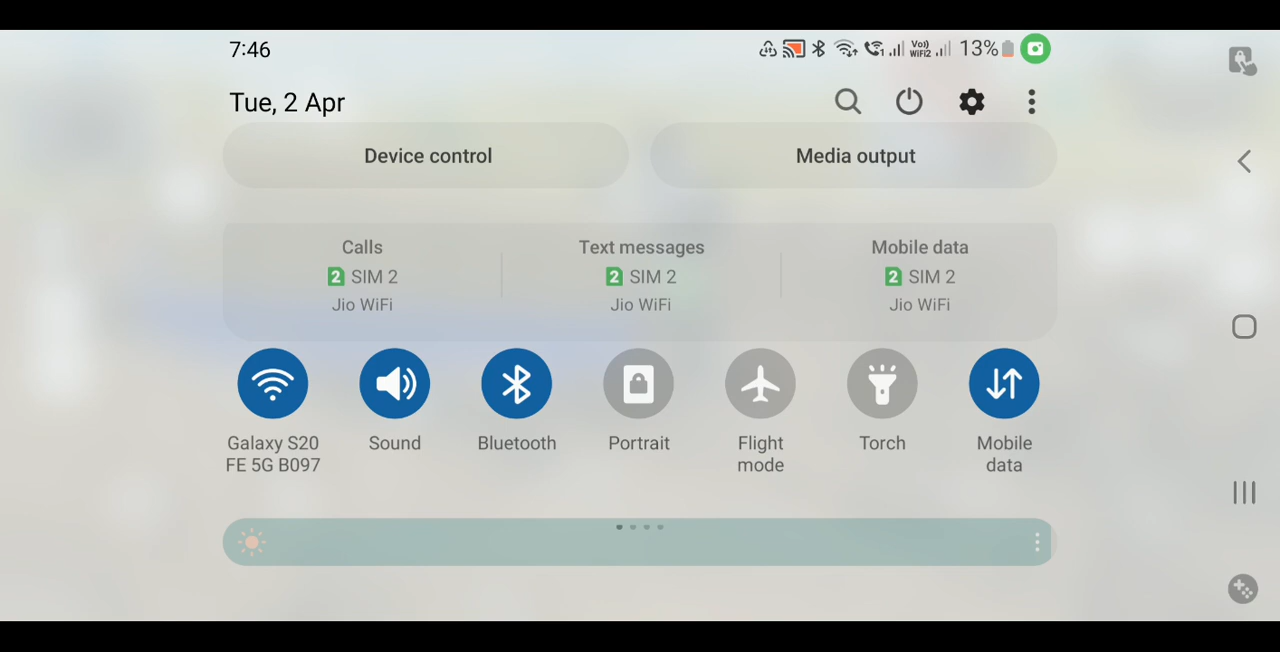 7:46
Vo)) WiFi2
13%
Tue, 2 Apr
Device control
Media output
Calls
2 SIM 2
Jio WiFi
Text messages
2 SIM 2
Jio WiFi
Mobile data
2 SIM 2
Jio WiFi
Galaxy S20
FE 5G B097
Sound
Bluetooth
Portrait
Flight
mode
Torch
Mobile
data